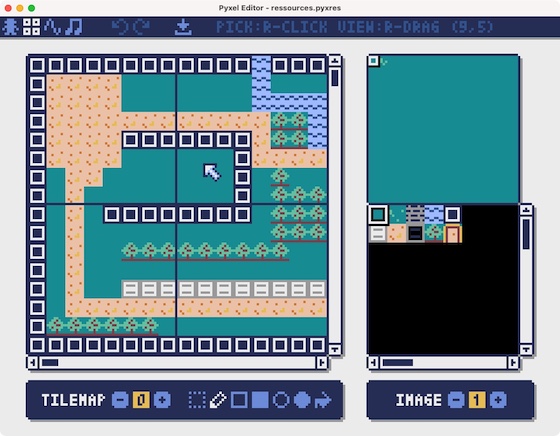 Pyxel Editor - ressources.pyxres
PICK:R-CLICK VIEW:R-DRAG (9,5)
TILEMAP - 0 +
IMAGE - 1 +